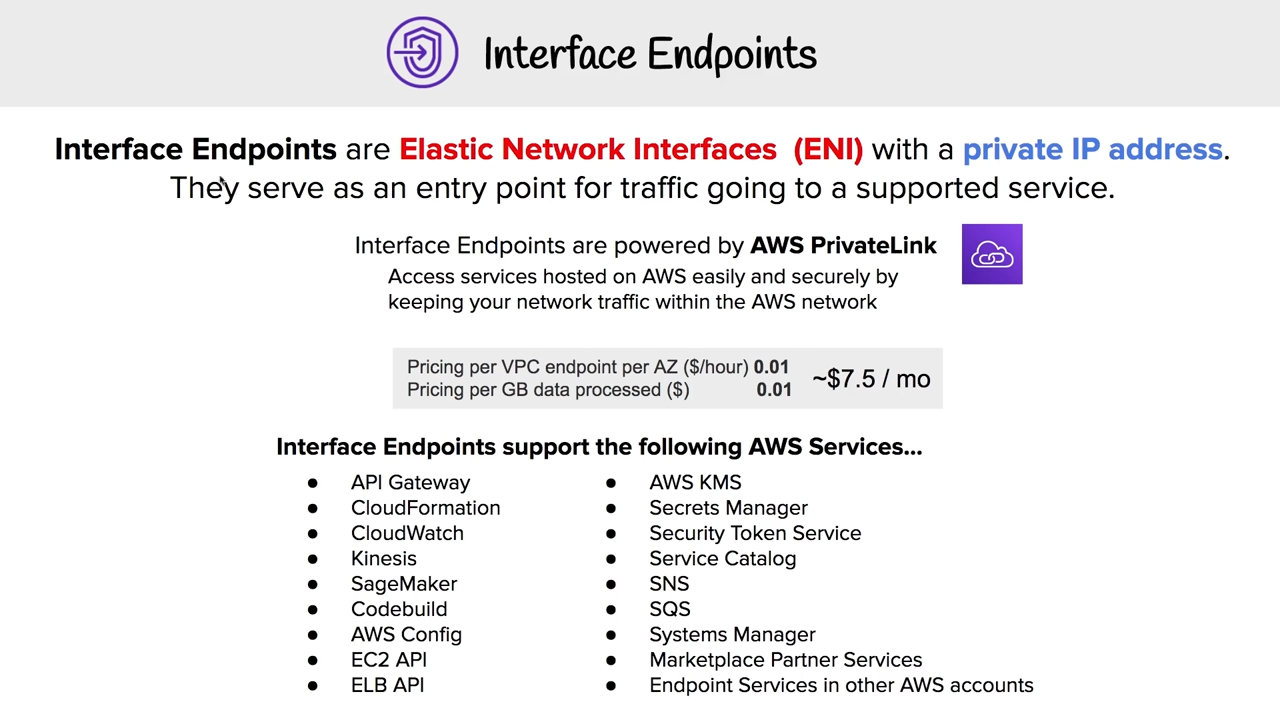 Interface Endpoints
Interface Endpoints are Elastic Network Interfaces (ENI) with a private IP address.
They serve as an entry point for traffic going to a supported service.
Interface Endpoints are powered by AWS PrivateLink
Access services hosted on AWS easily and securely by
keeping your network traffic within the AWS network
Pricing per VPC endpoint per AZ ($/hour) 0.01
Pricing per GB data processed ($) 0.01
~$7.5 / mo
Interface Endpoints support the following AWS Services...
● API Gateway
● CloudFormation
● CloudWatch
● Kinesis
● SageMaker
● Codebuild
● AWS Config
● EC2 API
● ELB API
● AWS KMS
● Secrets Manager
● Security Token Service
● Service Catalog
● SNS
● SQS
● Systems Manager
● Marketplace Partner Services
● Endpoint Services in other AWS accounts